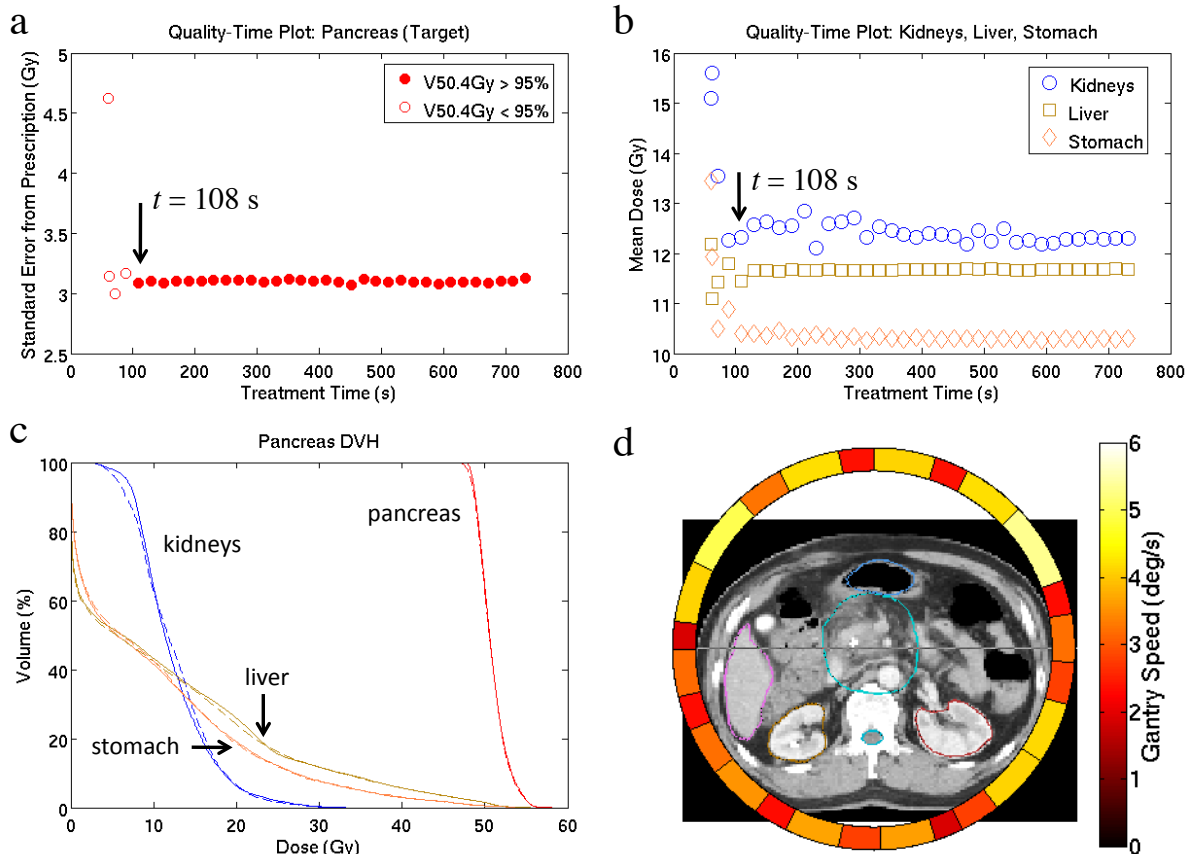 a
Quality-Time Plot: Pancreas (Target)
Standard Error from Prescription (Gy)
5
4.5
4
3.5
3
2.5
V50.4Gy > 95%
V50.4Gy < 95%
t = 108 s
0 100 200 300 400 500 600 700 800
Treatment Time (s)
b
Quality-Time Plot: Kidneys, Liver, Stomach
Mean Dose (Gy)
16
15
14
13
12
11
10
Kidneys
Liver
Stomach
t = 108 s
0 100 200 300 400 500 600 700 800
Treatment Time (s)
c
Pancreas DVH
Volume (%)
100
80
60
40
20
0
kidneys
pancreas
liver
stomach
0 10 20 30 40 50 60
Dose (Gy)
d
6
5
4
3
2
1
0
Gantry Speed (deg/s)